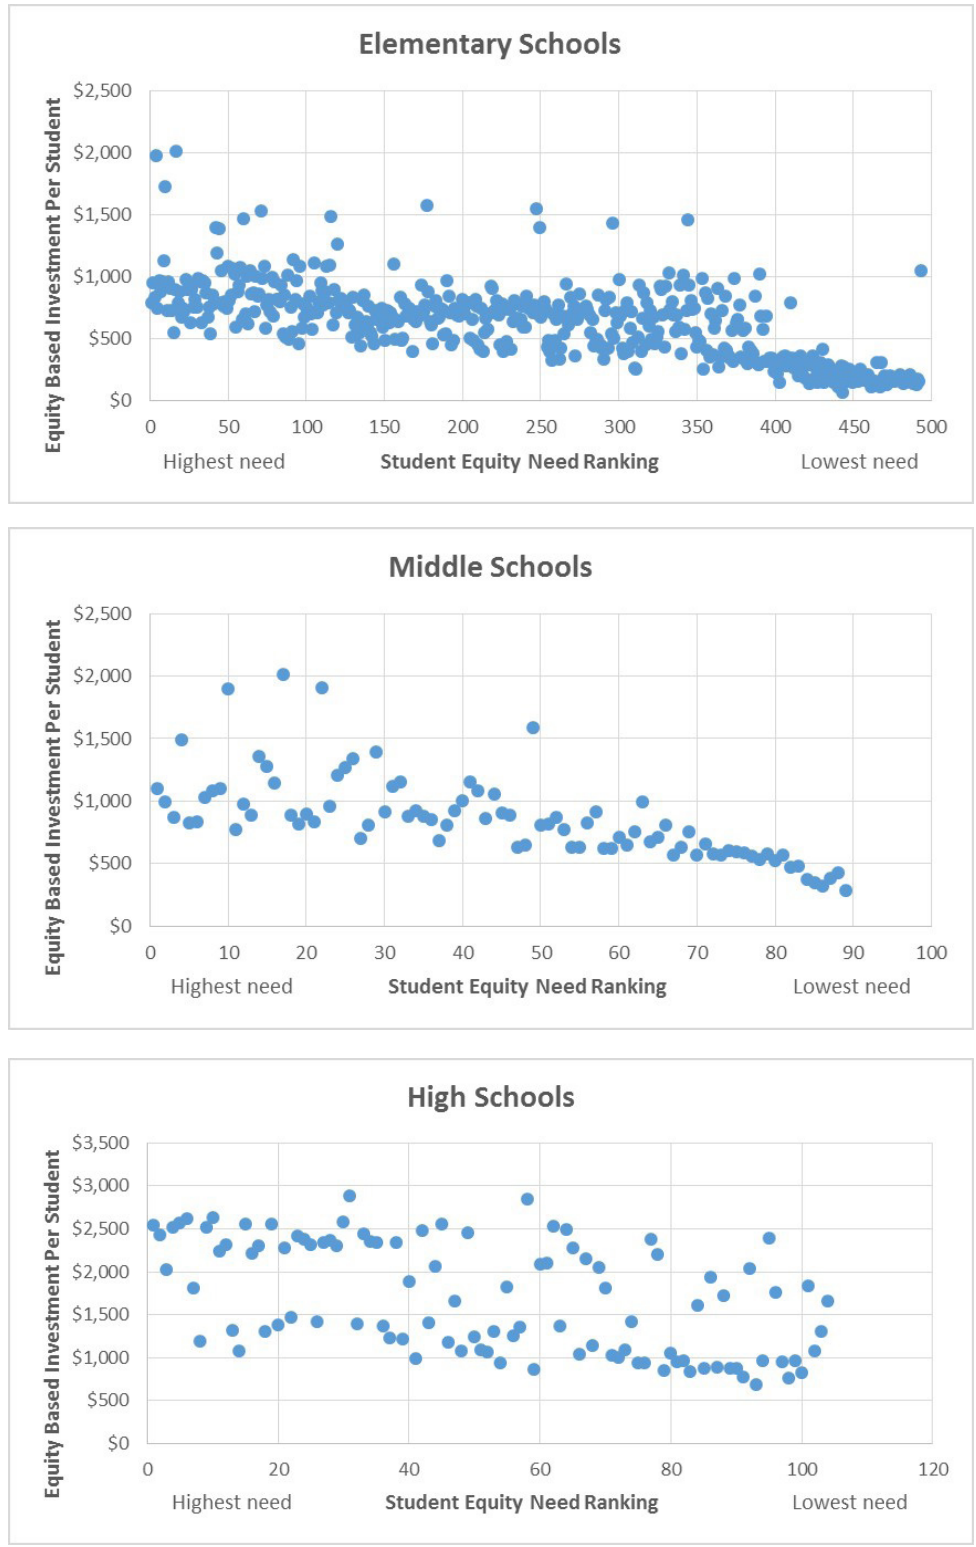 Elementary Schools
Equity Based Investment Per Student
$2,500
$2,000
$1,500
$1,000
$500
$0
0 50 100 150 200 250 300 350 400 450 500
Highest need Student Equity Need Ranking Lowest need
Middle Schools
Equity Based Investment Per Student
$2,500
$2,000
$1,500
$1,000
$500
$0
0 10 20 30 40 50 60 70 80 90 100
Highest need Student Equity Need Ranking Lowest need
High Schools
Equity Based Investment Per Student
$3,500
$3,000
$2,500
$2,000
$1,500
$1,000
$500
$0
0 20 40 60 80 100 120
Highest need Student Equity Need Ranking Lowest need